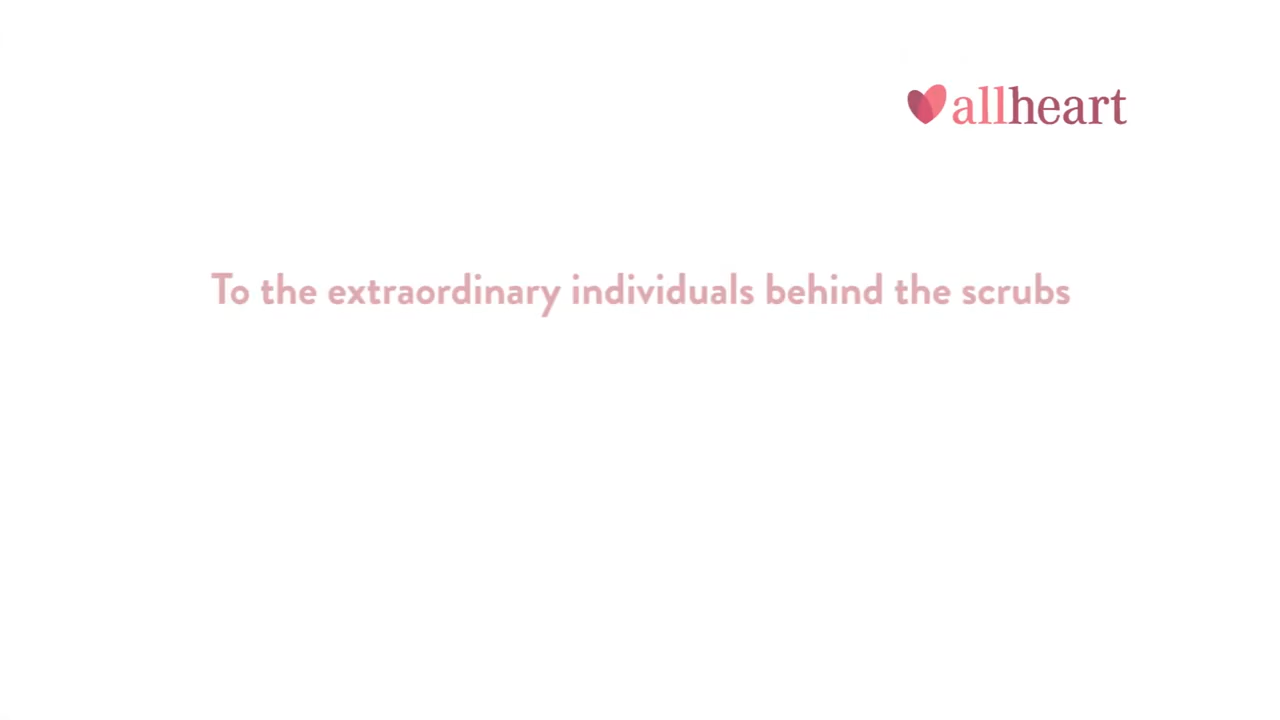 allheart
To the extraordinary individuals behind the scrubs